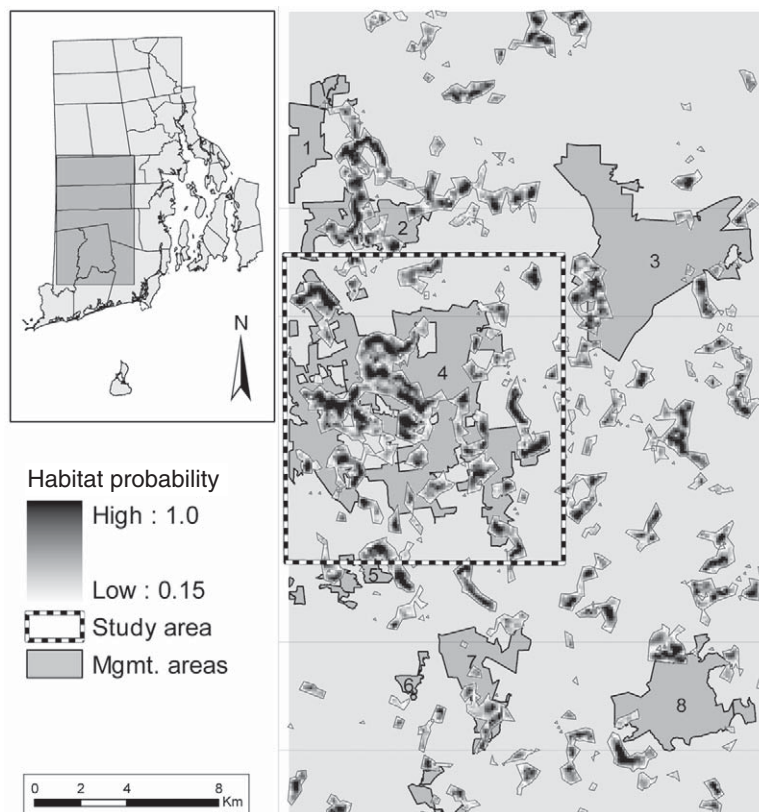 N
Habitat probability
High : 1.0
Low : 0.15
Study area
Mgmt. areas
0 2 4 8
Km
1
2
3
4
5
6
7
8